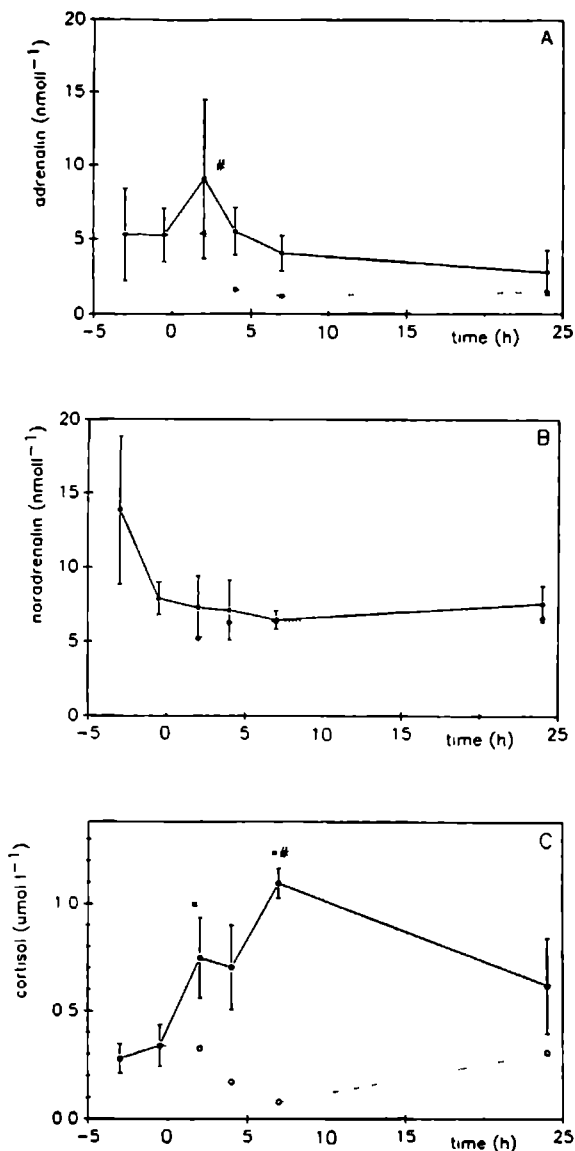 A
adrenalin (nmol l⁻¹)
20
15
10
#
5
0
-5 0 5 10 15 20 25
time (h)
B
noradrenalin (nmol l⁻¹)
20
15
10
5
0
-5 0 5 10 15 20 25
time (h)
C
cortisol (umol l⁻¹)
#
1 0
0 5
0 0
-5 0 5 10 15 20 25
time (h)